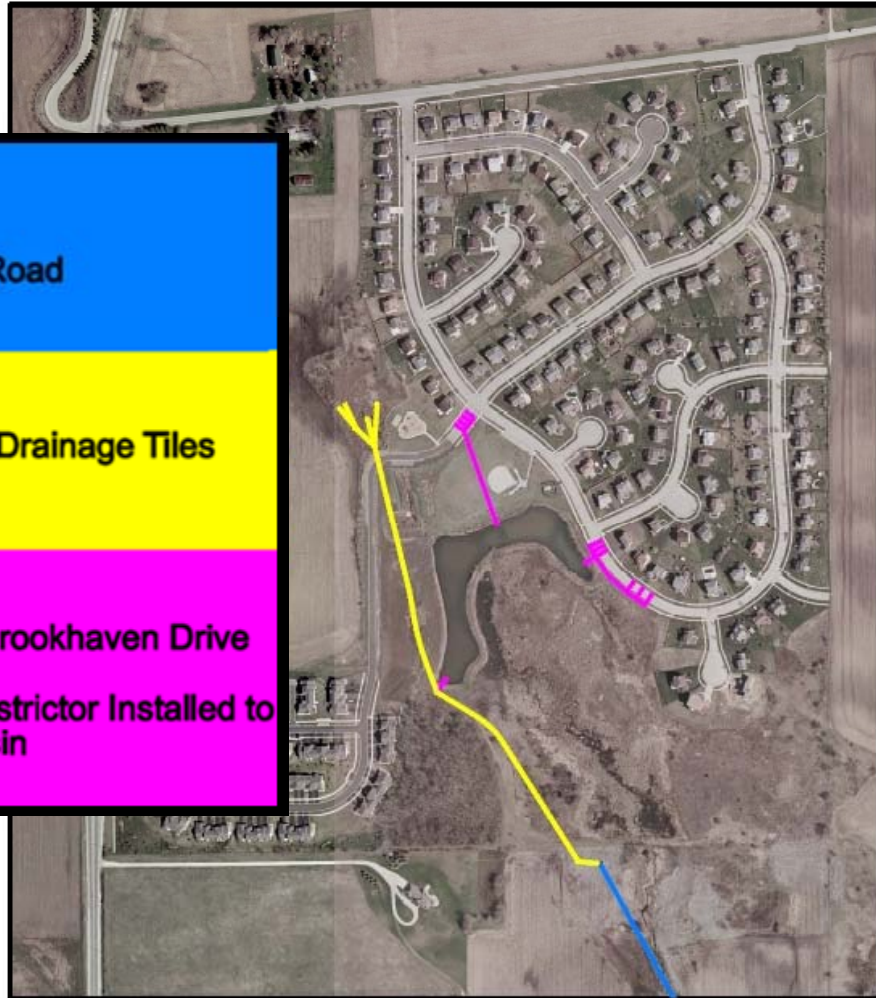 Road
Drainage Tiles
rookhaven Drive
strictor Installed to
in